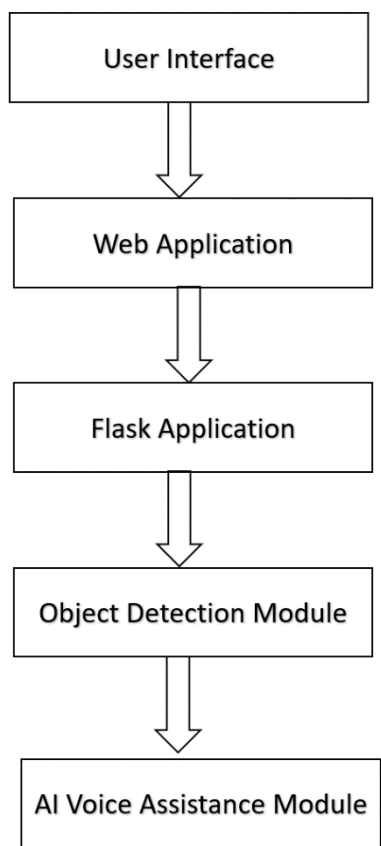 User Interface
Web Application
Flask Application
Object Detection Module
AI Voice Assistance Module